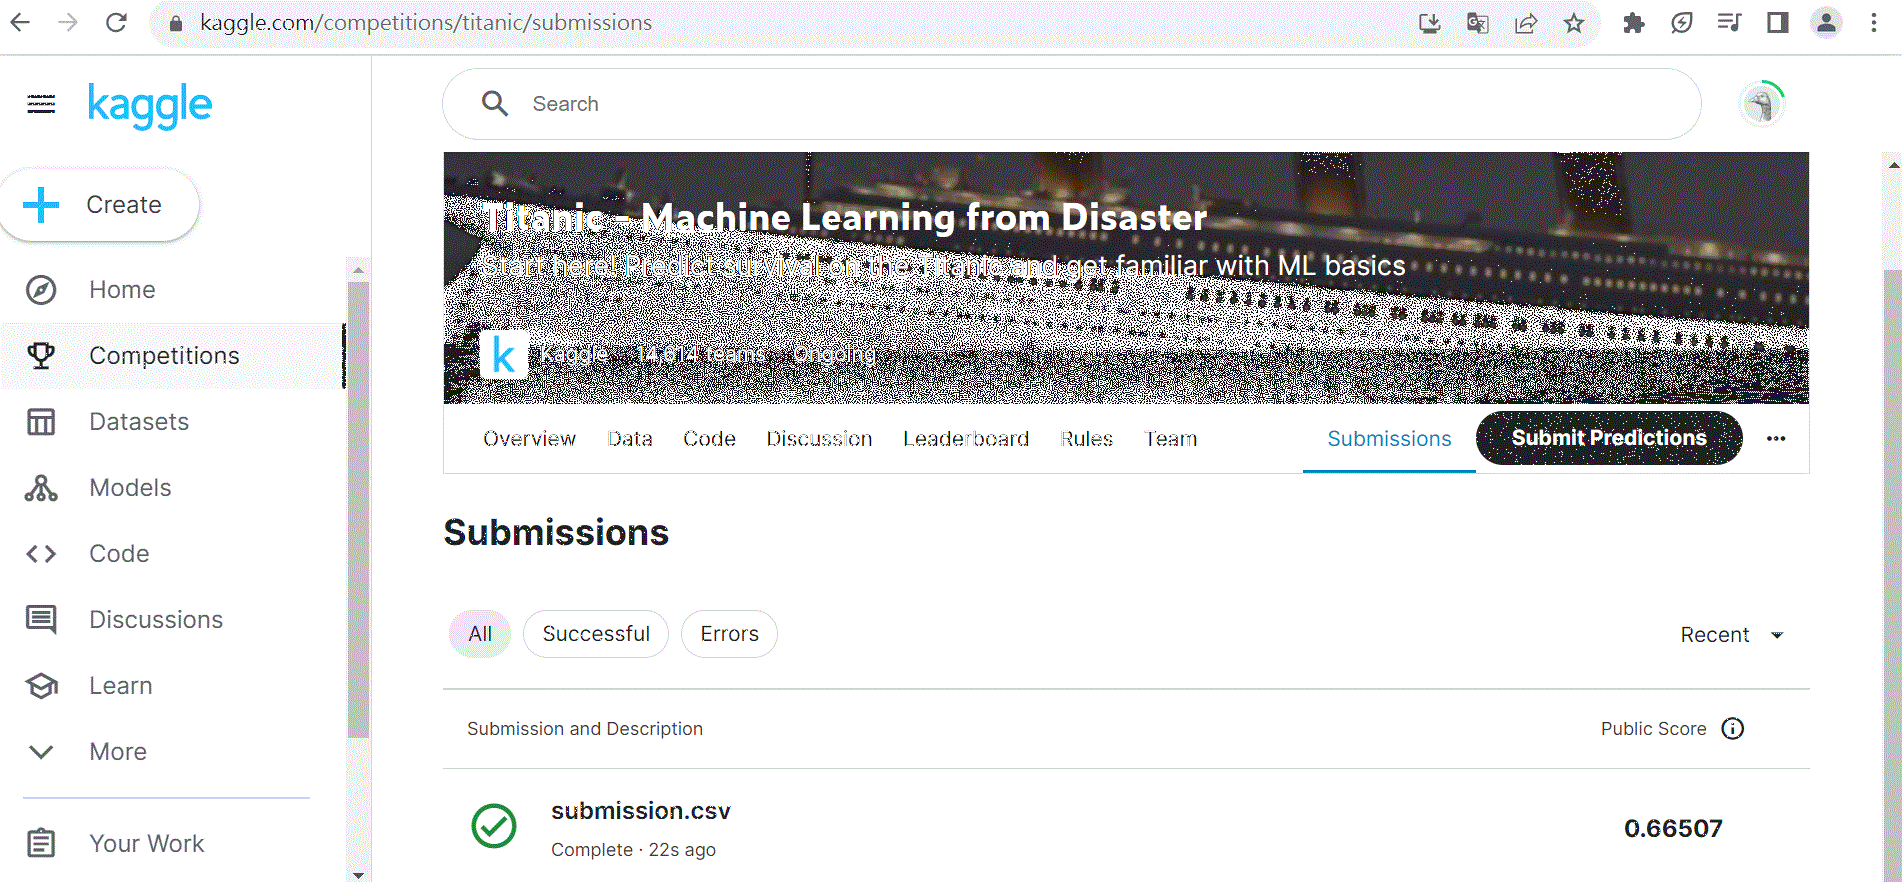 kaggle.com/competitions/titanic/submissions
kaggle
Search
Create
Home
Competitions
Datasets
Models
Code
Discussions
Learn
More
Your Work
Titanic - Machine Learning from Disaster
Start here! Predict survival on the Titanic and get familiar with ML basics
k
Kaggle · 14,614 teams · Ongoing
Overview Data Code Discussion Leaderboard Rules Team Submissions Submit Predictions
Submissions
All Successful Errors Recent
Submission and Description Public Score
submission.csv
Complete · 22s ago
0.66507